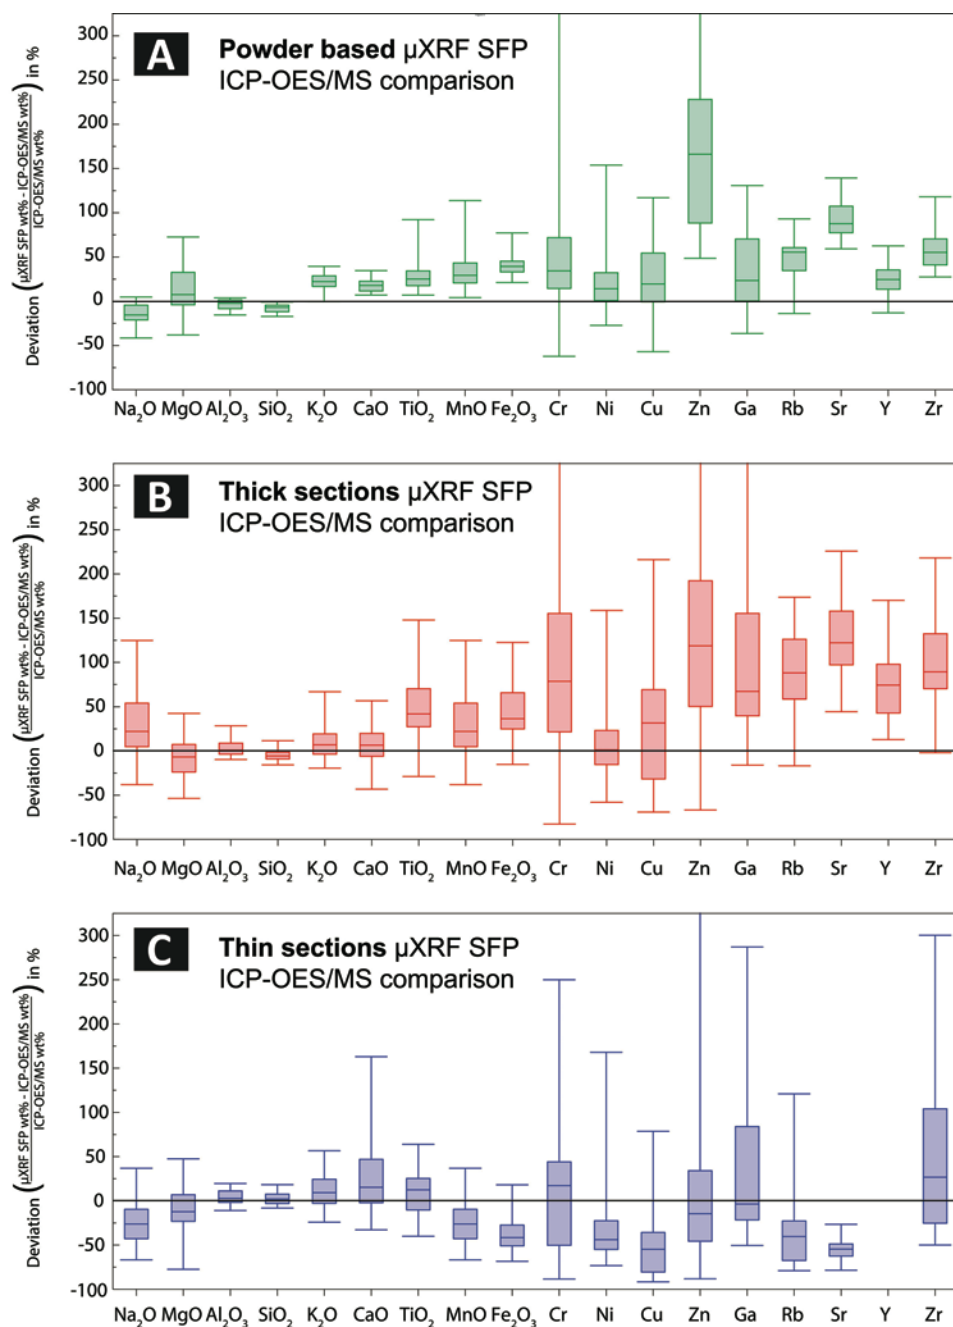 A
Powder based µXRF SFP
ICP-OES/MS comparison
Deviation (µXRF SFP wt% - ICP-OES/MS wt% / ICP-OES/MS wt%) in %
300
250
200
150
100
50
0
-50
-100
Na₂O MgO Al₂O₃ SiO₂ K₂O CaO TiO₂ MnO Fe₂O₃ Cr Ni Cu Zn Ga Rb Sr Y Zr
B
Thick sections µXRF SFP
ICP-OES/MS comparison
Deviation (µXRF SFP wt% - ICP-OES/MS wt% / ICP-OES/MS wt%) in %
300
250
200
150
100
50
0
-50
-100
Na₂O MgO Al₂O₃ SiO₂ K₂O CaO TiO₂ MnO Fe₂O₃ Cr Ni Cu Zn Ga Rb Sr Y Zr
C
Thin sections µXRF SFP
ICP-OES/MS comparison
Deviation (µXRF SFP wt% - ICP-OES/MS wt% / ICP-OES/MS wt%) in %
300
250
200
150
100
50
0
-50
-100
Na₂O MgO Al₂O₃ SiO₂ K₂O CaO TiO₂ MnO Fe₂O₃ Cr Ni Cu Zn Ga Rb Sr Y Zr